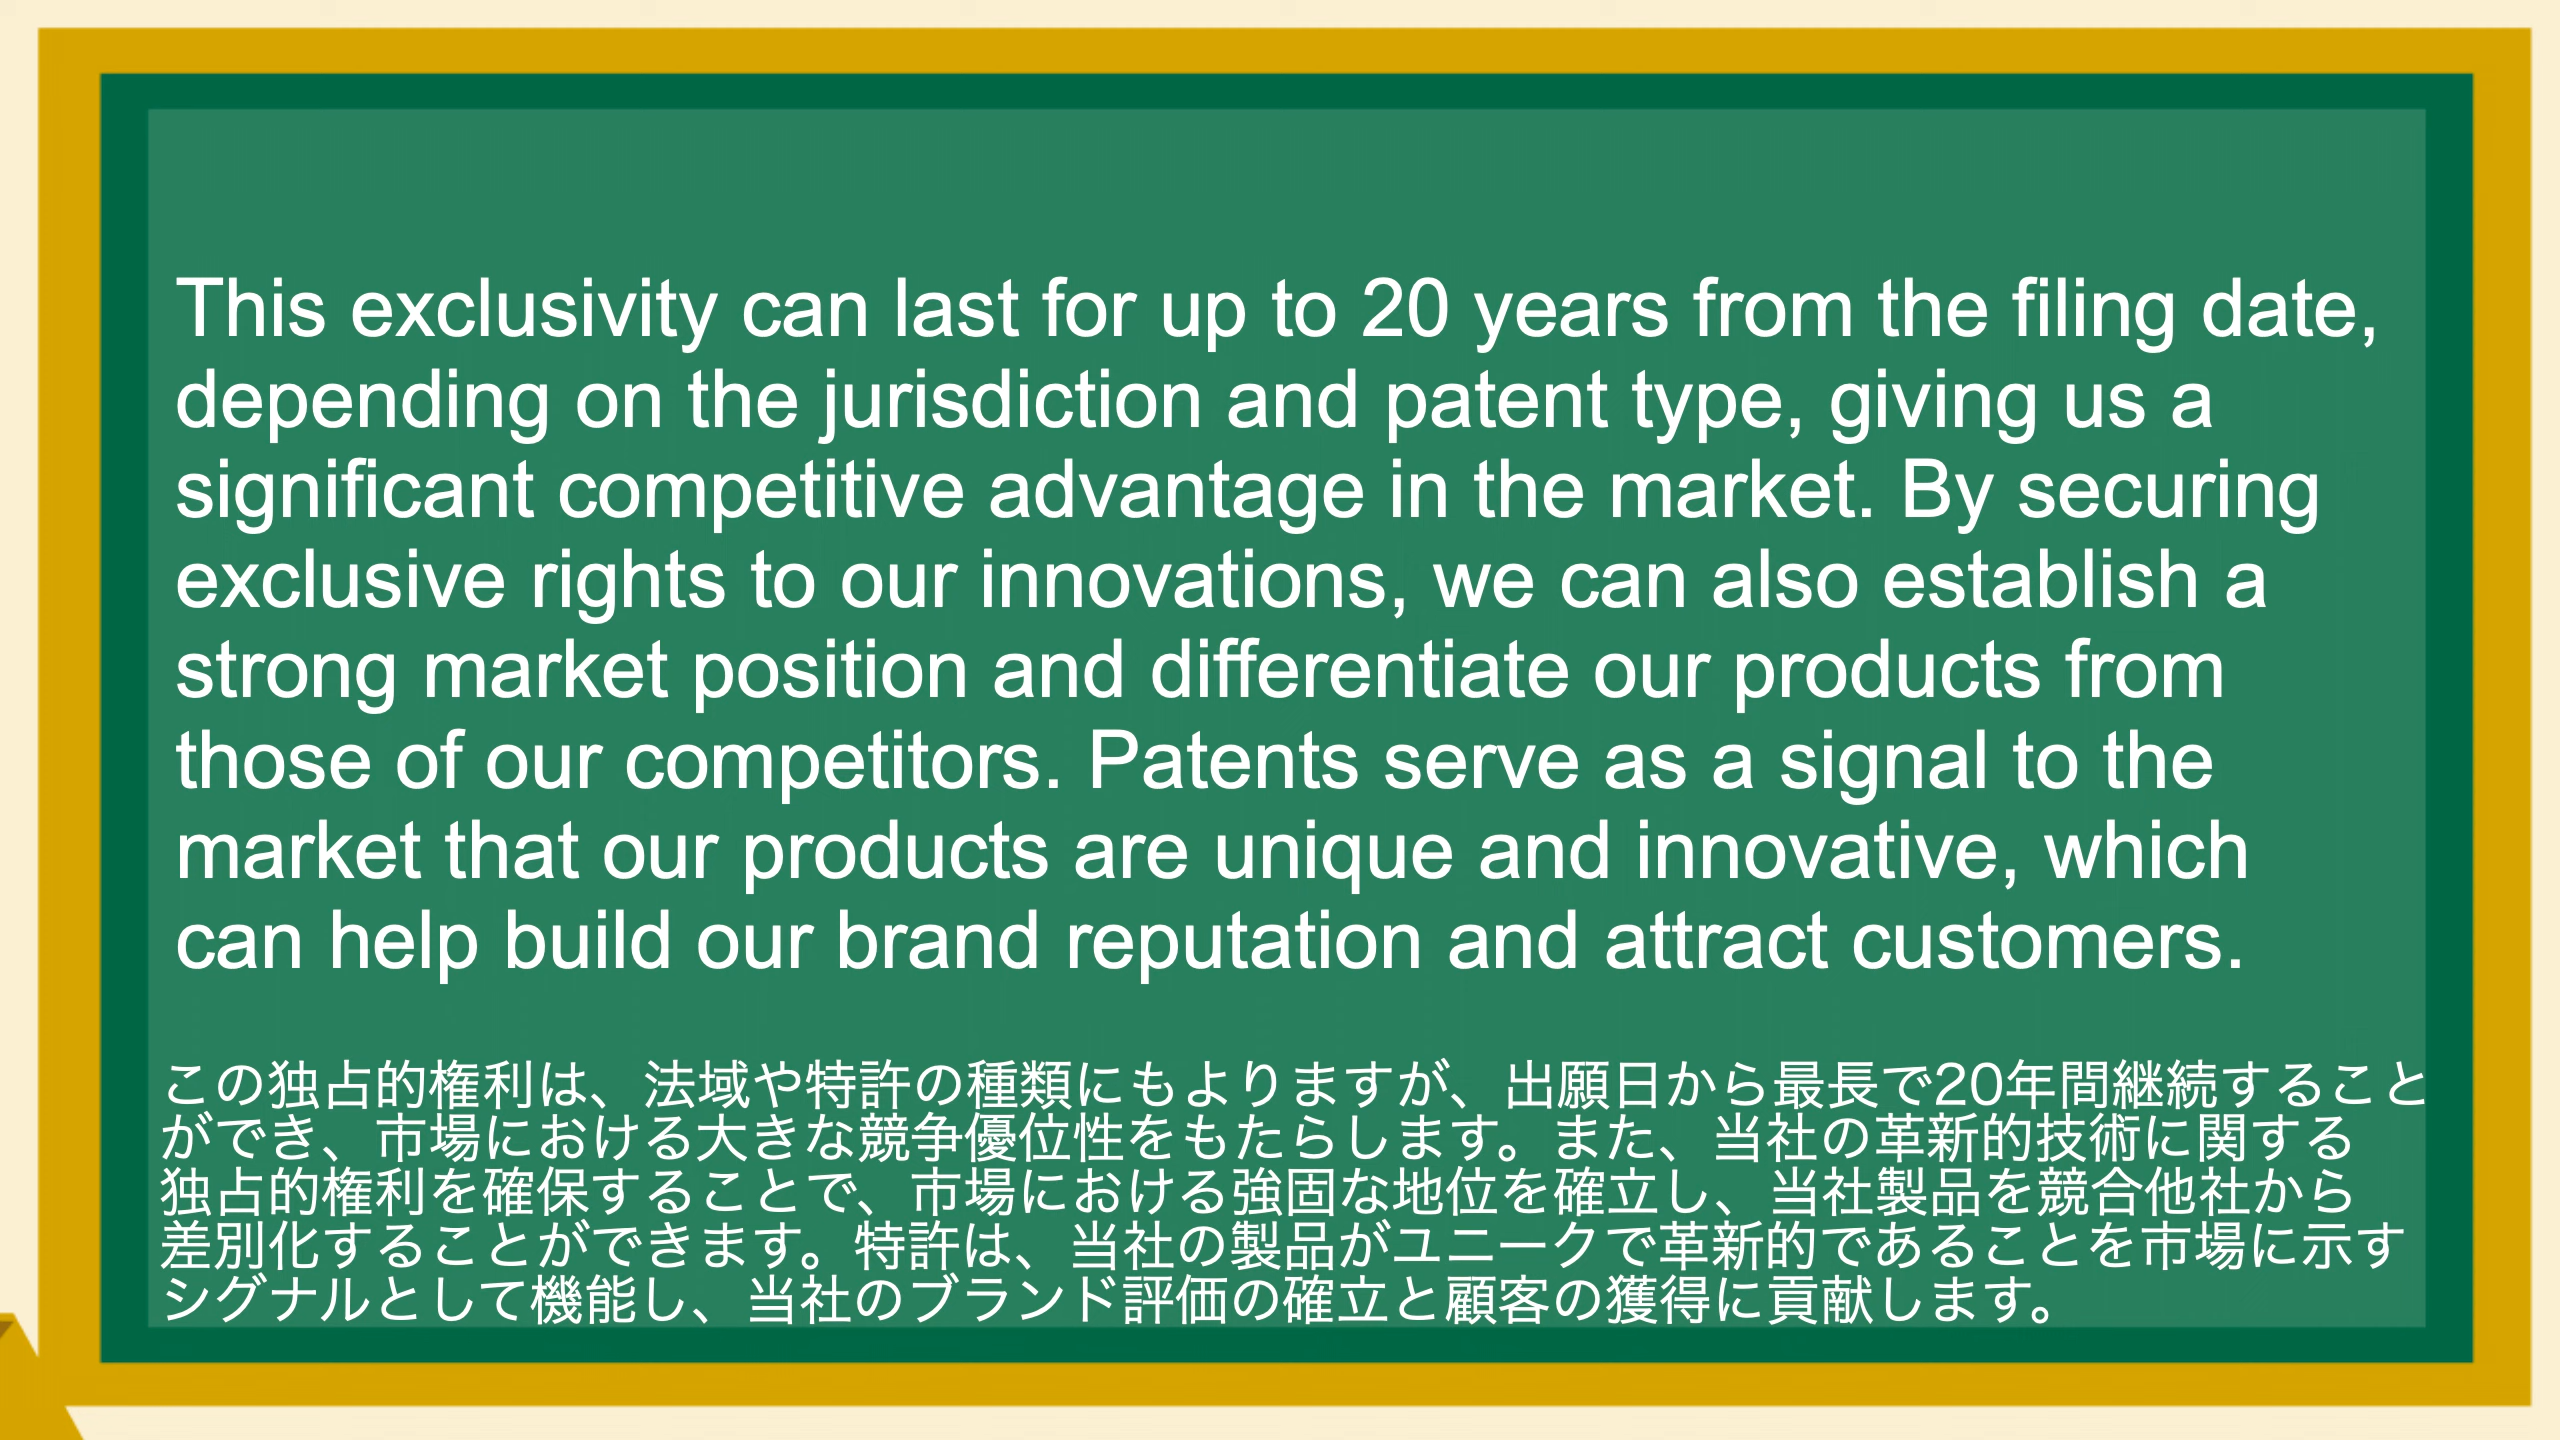 This exclusivity can last for up to 20 years from the filing date,
depending on the jurisdiction and patent type, giving us a
significant competitive advantage in the market. By securing
exclusive rights to our innovations, we can also establish a
strong market position and differentiate our products from
those of our competitors. Patents serve as a signal to the
market that our products are unique and innovative, which
can help build our brand reputation and attract customers.
この独占的権利は、法域や特許の種類にもよりますが、出願日から最長で20年間継続すること
ができ、市場における大きな競争優位性をもたらします。また、当社の革新的技術に関する
独占的権利を確保することで、市場における強固な地位を確立し、当社製品を競合他社から
差別化することができます。特許は、当社の製品がユニークで革新的であることを市場に示す
シグナルとして機能し、当社のブランド評価の確立と顧客の獲得に貢献します。